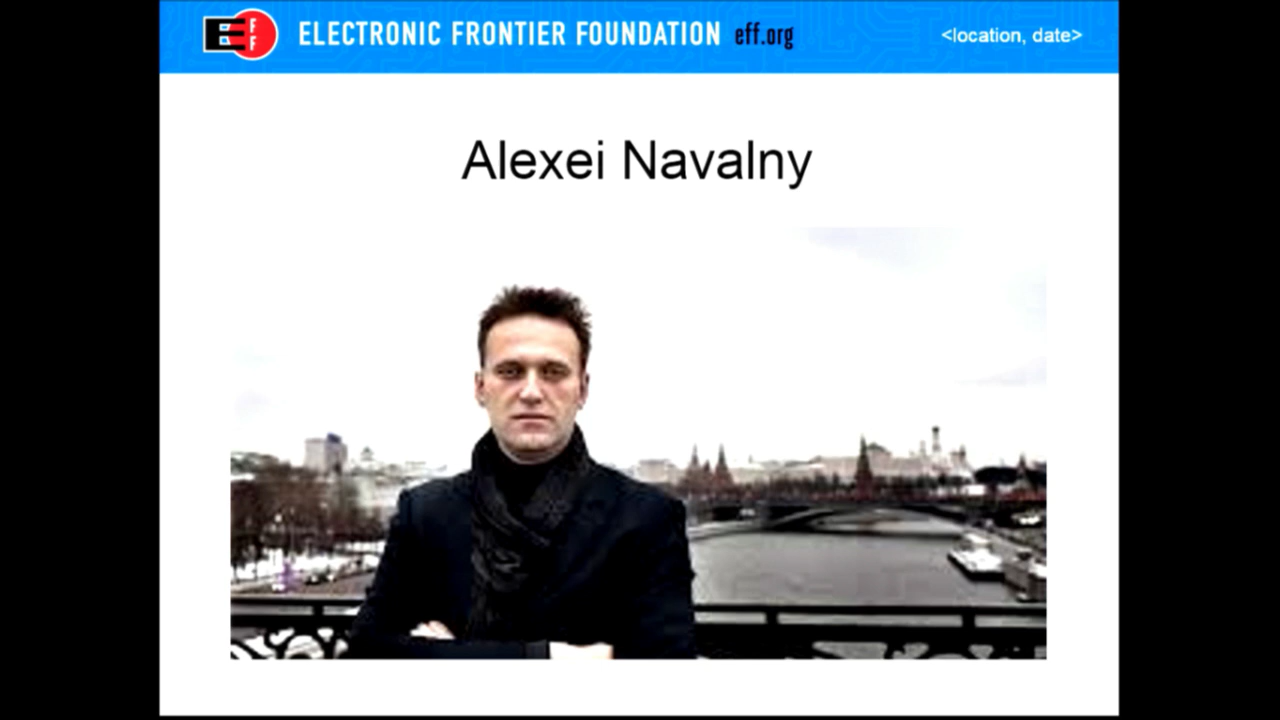 EFF ELECTRONIC FRONTIER FOUNDATION eff.org <location, date>
Alexei Navalny